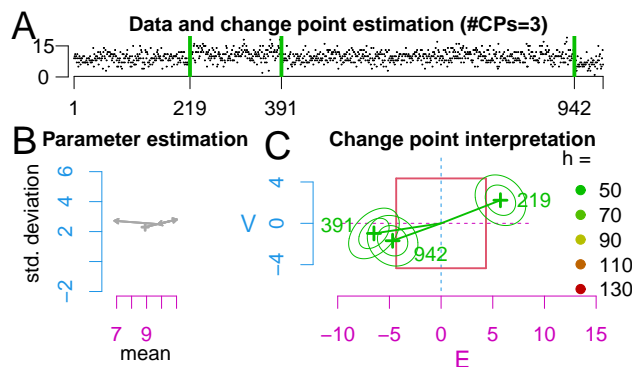 A
Data and change point estimation (#CPs=3)
15
0
1 219 391 942
B
Parameter estimation
6
4
2
−2
std. deviation
7 9
mean
C
Change point interpretation
4
0
−4
V
219
391
942
−10 −5 0 5 10 15
E
h =
50
70
90
110
130